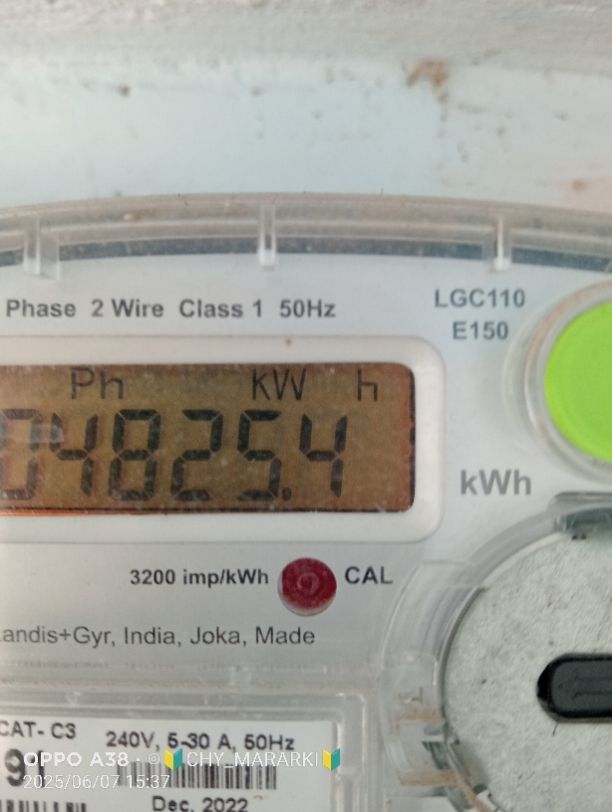 Phase 2 Wire Class 1 50Hz
LGC110
E150
Ph kW h
04825.4
kWh
3200 imp/kWh CAL
Landis+Gyr, India, Joka, Made
CAT- C3
240V, 5-30 A, 50Hz
OPPO A38 · ©🔰CHY_MARARKI🔰
2025/06/07 15:37
Dec. 2022